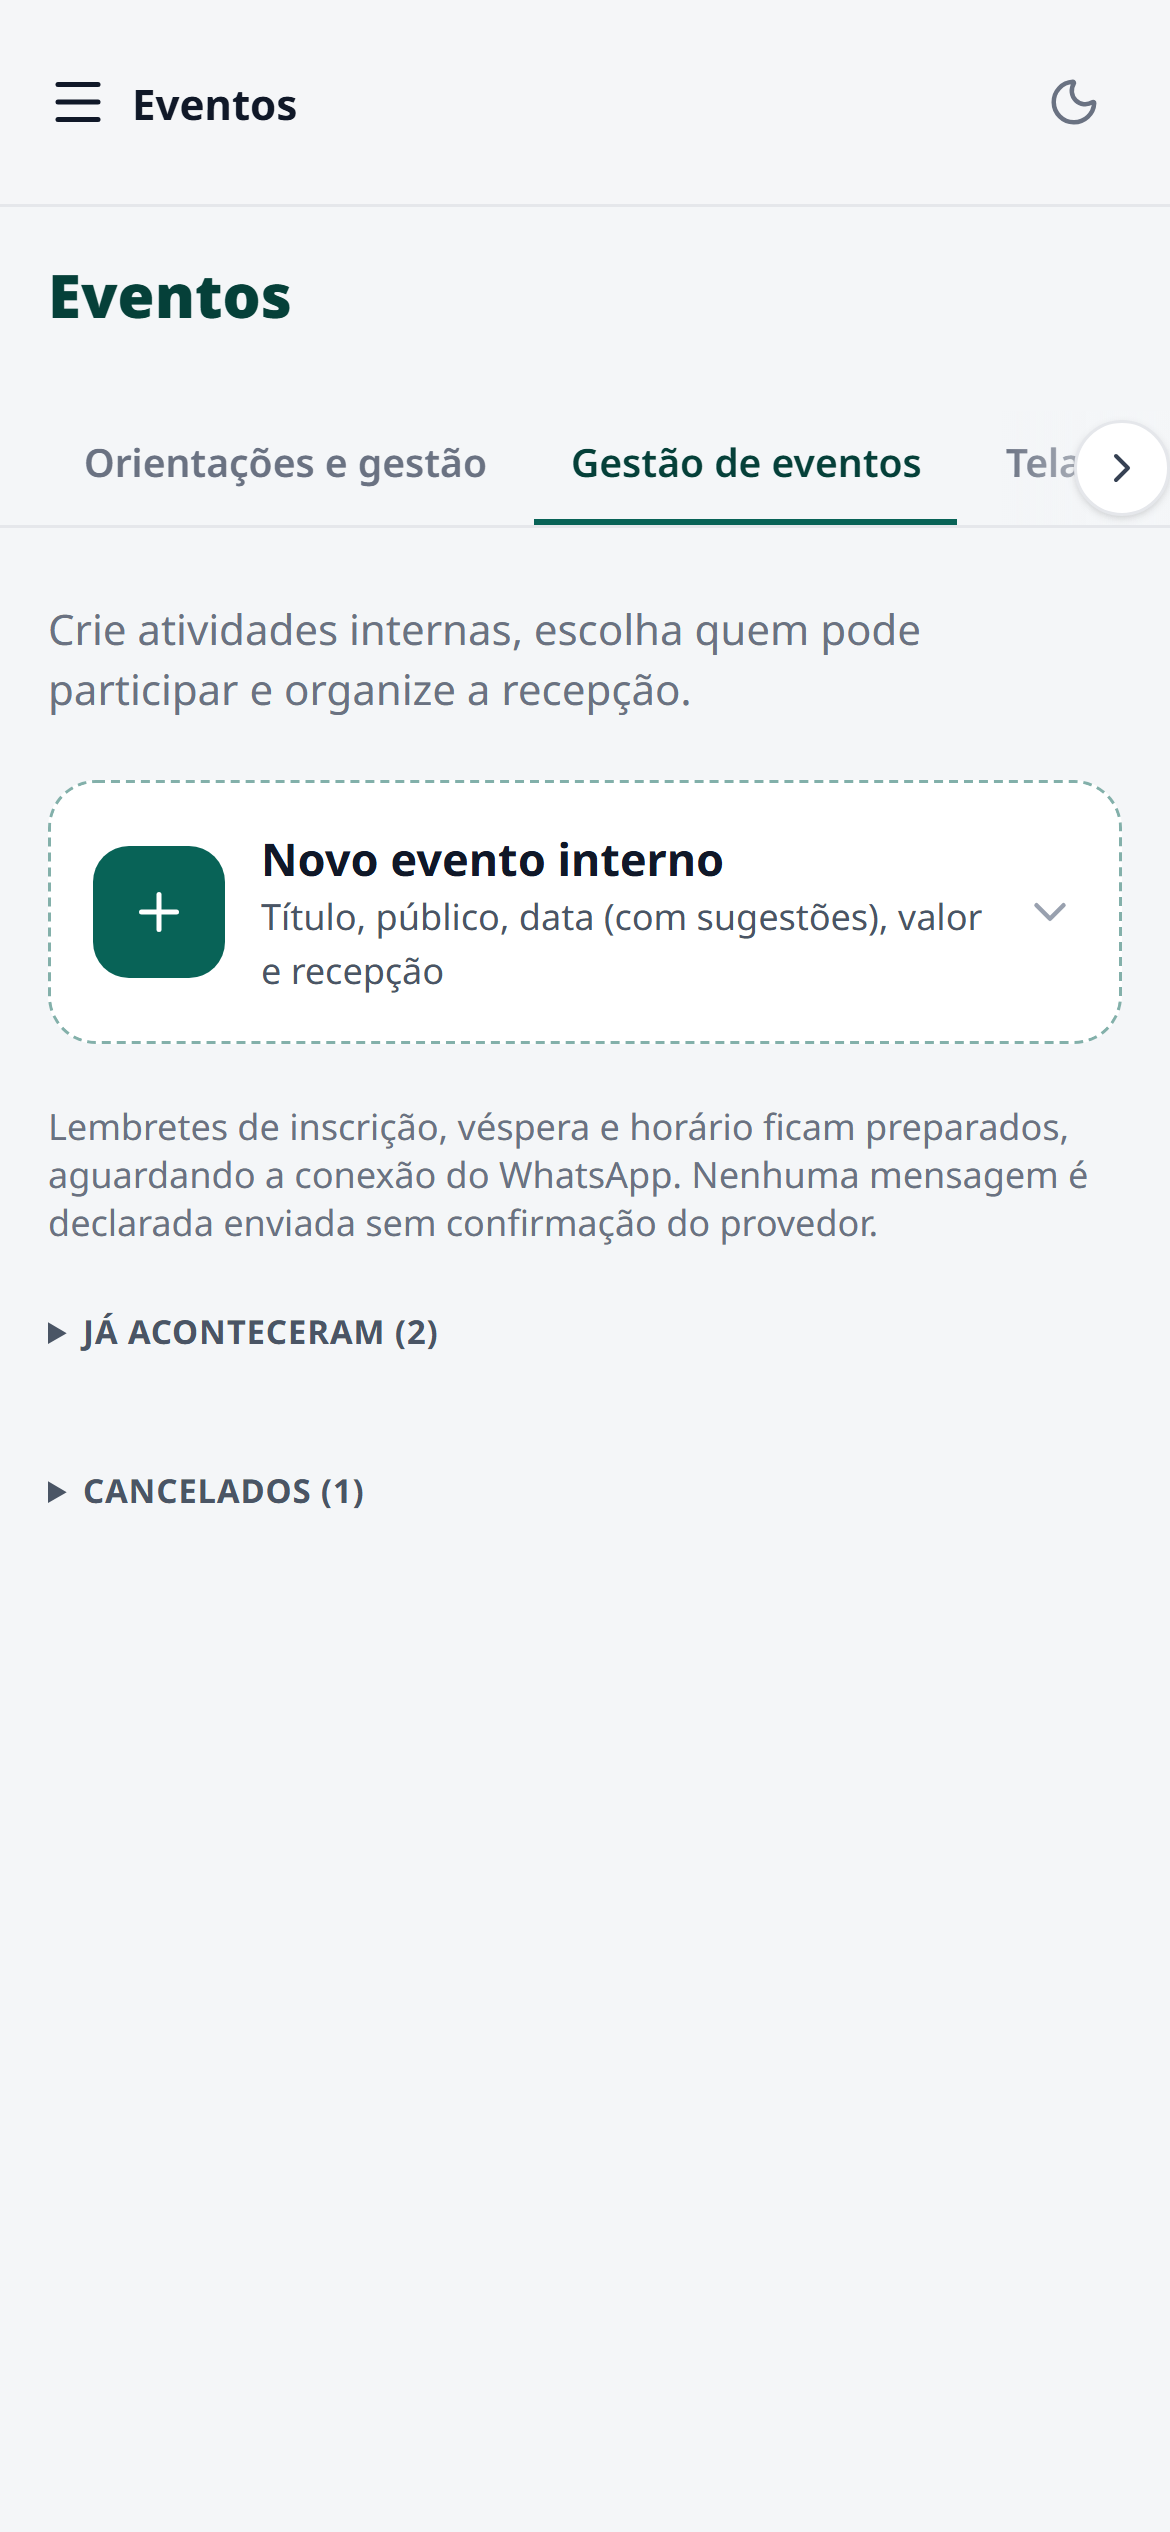 Eventos
Eventos
Orientações e gestão
Gestão de eventos
Tela
Crie atividades internas, escolha quem pode
participar e organize a recepção.
Novo evento interno
Título, público, data (com sugestões), valor
e recepção
Lembretes de inscrição, véspera e horário ficam preparados,
aguardando a conexão do WhatsApp. Nenhuma mensagem é
declarada enviada sem confirmação do provedor.
JÁ ACONTECERAM (2)
CANCELADOS (1)